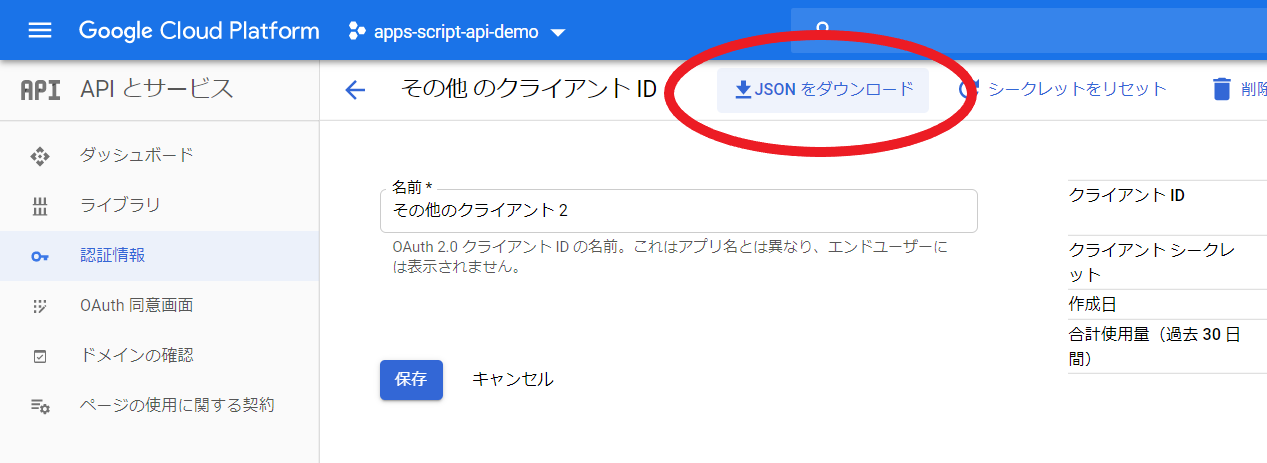 Google Cloud Platform
apps-script-api-demo
API API とサービス
その他 のクライアント ID
JSON をダウンロード
シークレットをリセット
削除
ダッシュボード
ライブラリ
認証情報
OAuth 同意画面
ドメインの確認
ページの使用に関する契約
名前 *
その他のクライアント 2
OAuth 2.0 クライアント ID の名前。これはアプリ名とは異なり、エンドユーザーに
は表示されません。
保存
キャンセル
クライアント ID
クライアント シークレ
ット
作成日
合計使用量（過去 30 日
間）